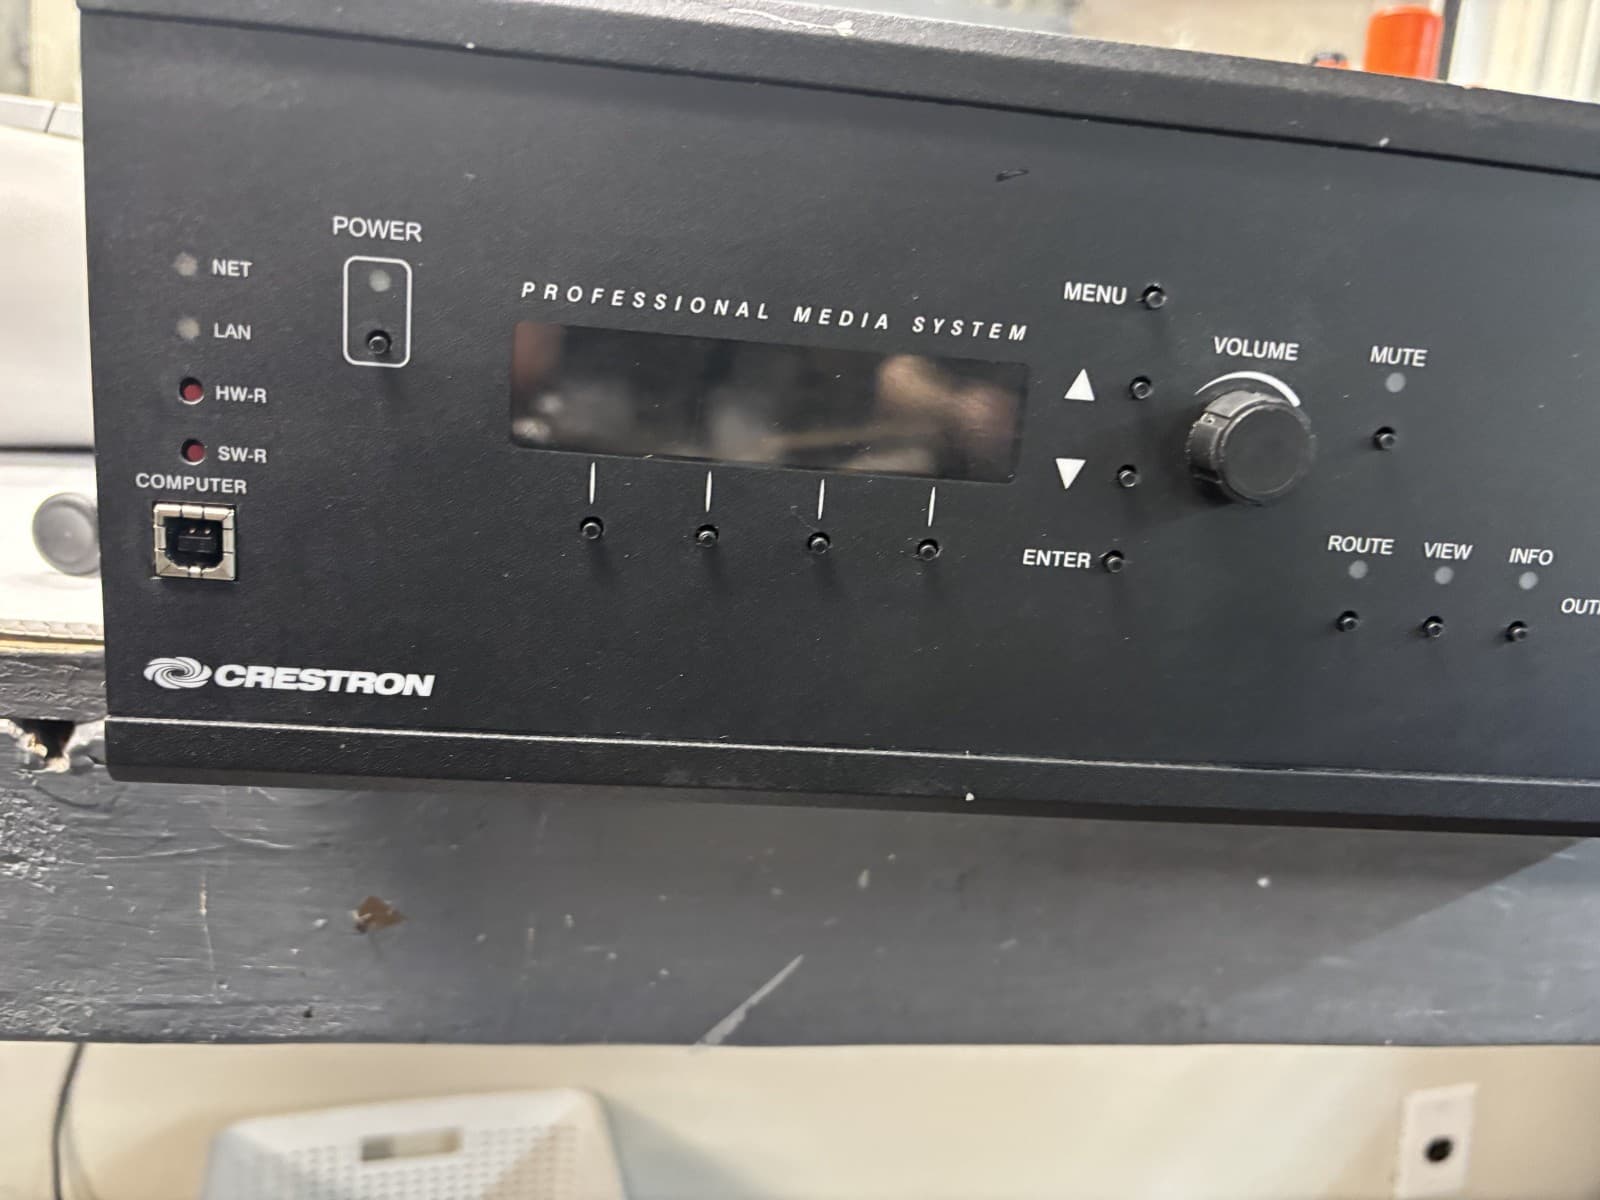 POWER
NET
LAN
HW-R
SW-R
COMPUTER
PROFESSIONAL MEDIA SYSTEM
MENU
VOLUME
MUTE
ENTER
ROUTE
VIEW
INFO
CRESTRON